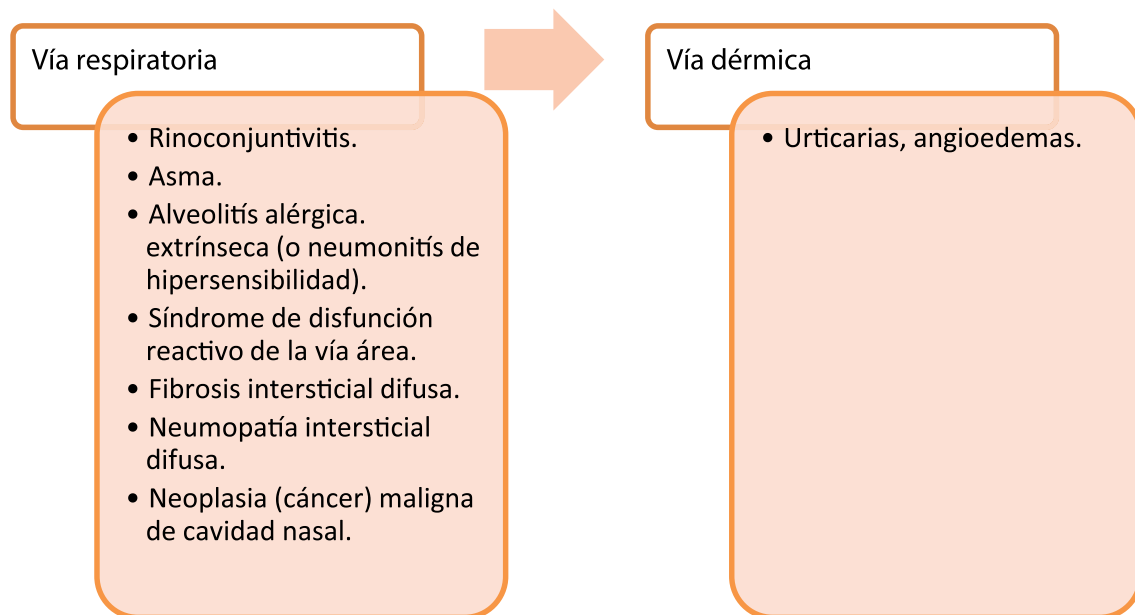 Vía respiratoria
• Rinoconjuntivitis.
• Asma.
• Alveolitís alérgica.
extrínseca (o neumonitís de
hipersensibilidad).
• Síndrome de disfunción
reactivo de la vía área.
• Fibrosis intersticial difusa.
• Neumopatía intersticial
difusa.
• Neoplasia (cáncer) maligna
de cavidad nasal.
Vía dérmica
• Urticarias, angioedemas.